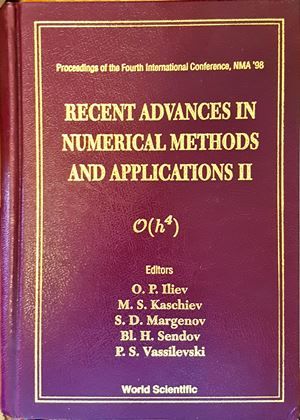 Proceedings of the Fourth International Conference, NMA '98
RECENT ADVANCES IN
NUMERICAL METHODS
AND APPLICATIONS II
O(h⁴)
Editors
O. P. Iliev
M. S. Kaschiev
S. D. Margenov
Bl. H. Sendov
P. S. Vassilevski
World Scientific